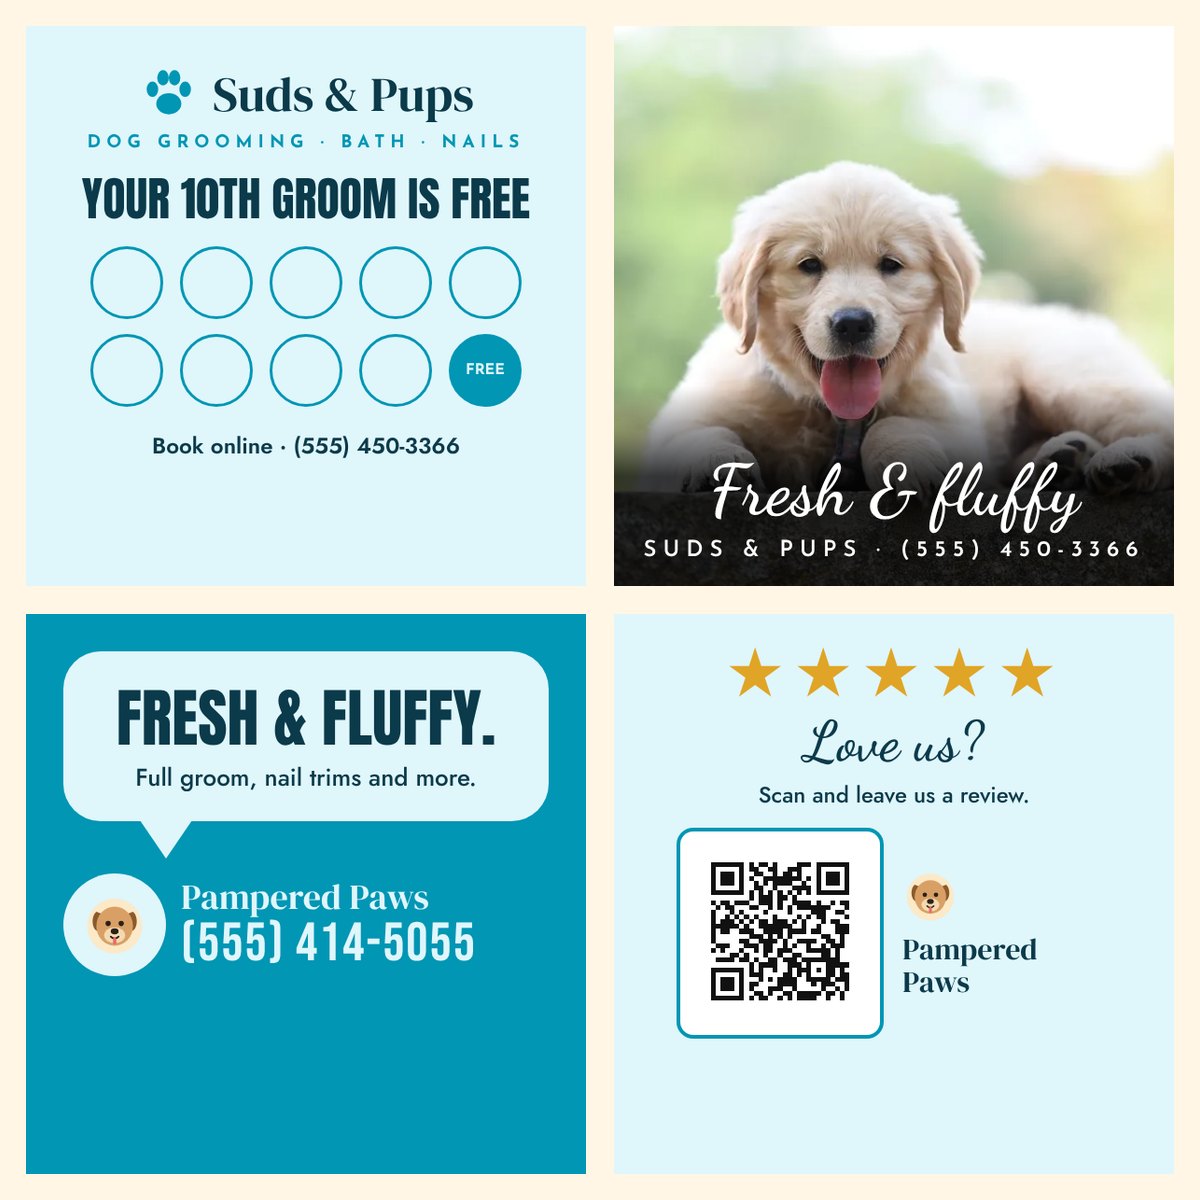 Suds & Pups
DOG GROOMING · BATH · NAILS
YOUR 10TH GROOM IS FREE
FREE
Book online · (555) 450-3366
Fresh & fluffy
SUDS & PUPS · (555) 450-3366
FRESH & FLUFFY.
Full groom, nail trims and more.
Pampered Paws
(555) 414-5055
Love us?
Scan and leave us a review.
Pampered
Paws